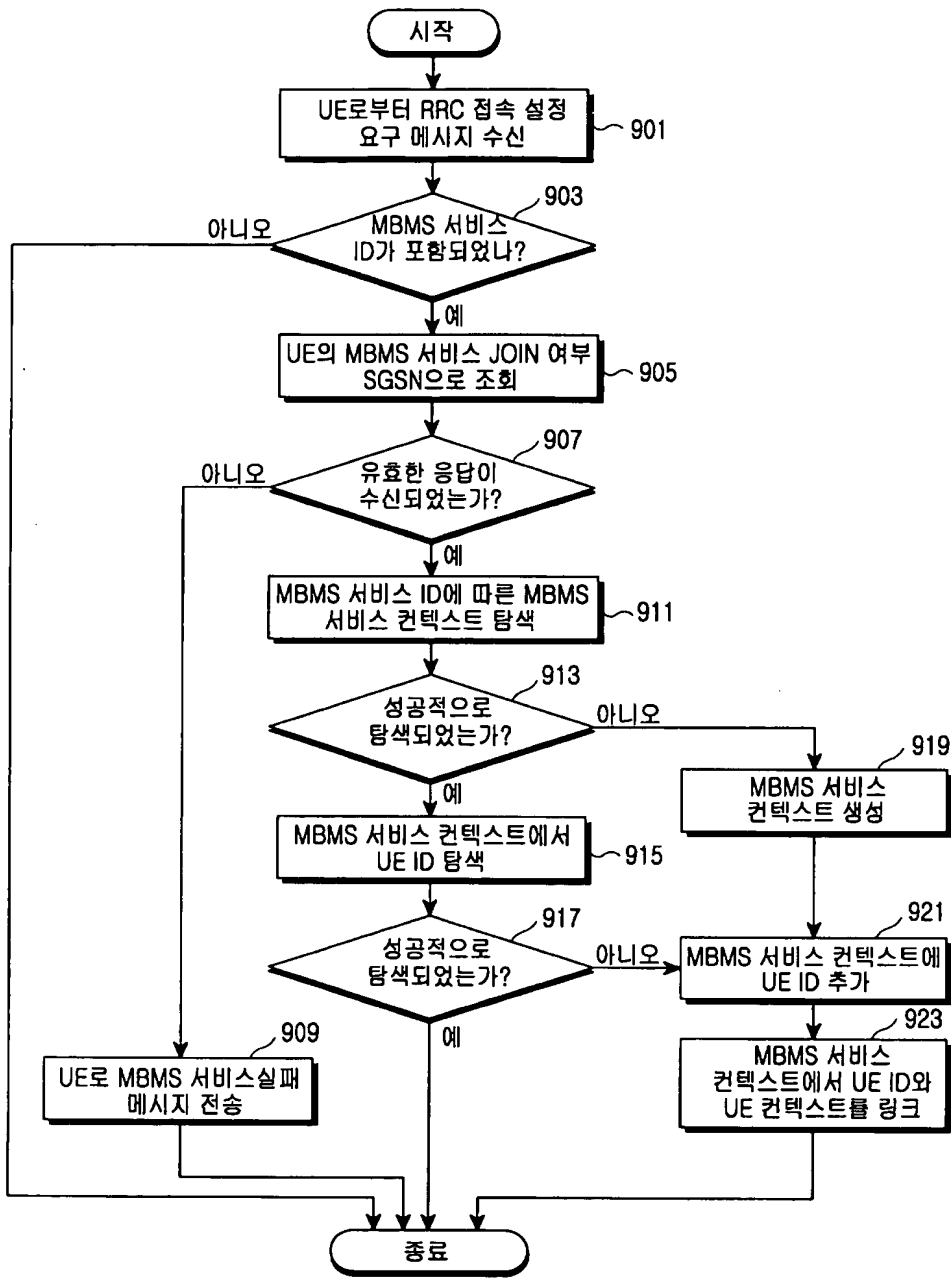 시작
UE로부터 RRC 접속 설정
요구 메시지 수신
901
903
아니오
MBMS 서비스
ID가 포함되었나?
예
UE의 MBMS 서비스 JOIN 여부
SGSN으로 조회
905
907
아니오
유효한 응답이
수신되었는가?
예
MBMS 서비스 ID에 따른 MBMS
서비스 컨텍스트 탐색
911
913
성공적으로
탐색되었는가?
아니오
예
919
MBMS 서비스
컨텍스트 생성
MBMS 서비스 컨텍스트에서
UE ID 탐색
915
917
성공적으로
탐색되었는가?
아니오
예
921
MBMS 서비스 컨텍스트에
UE ID 추가
923
MBMS 서비스
컨텍스트에서 UE ID와
UE 컨텍스트를 링크
909
UE로 MBMS 서비스실패
메시지 전송
종료